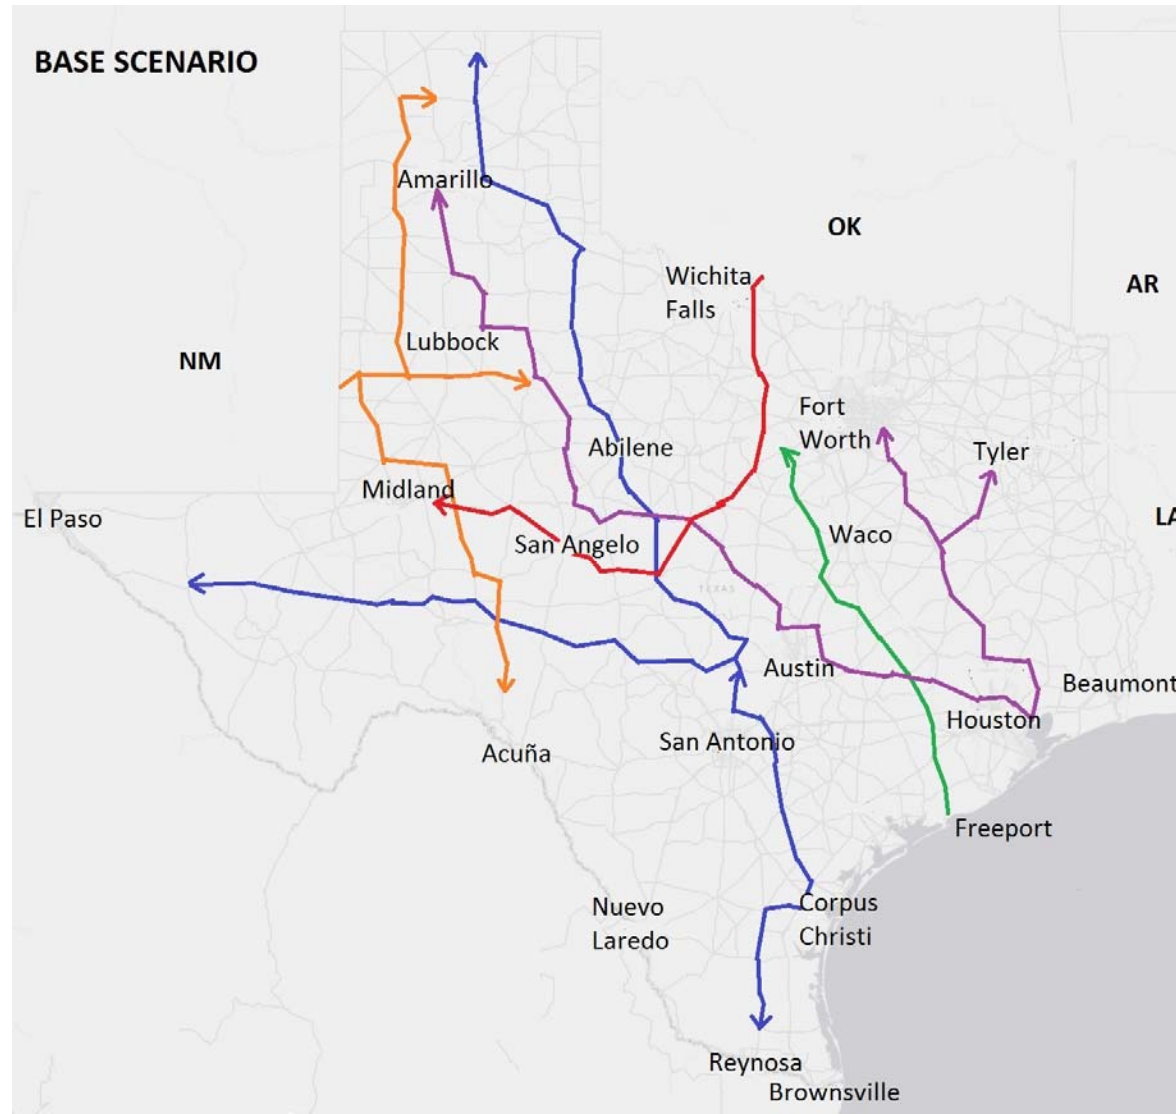 BASE SCENARIO
Amarillo
OK
Wichita
Falls
AR
Lubbock
NM
Fort
Worth
Abilene
Tyler
Midland
El Paso
LA
Waco
San Angelo
TEXAS
Austin
Beaumont
Houston
San Antonio
Acuña
Freeport
Nuevo
Laredo
Corpus
Christi
Reynosa
Brownsville